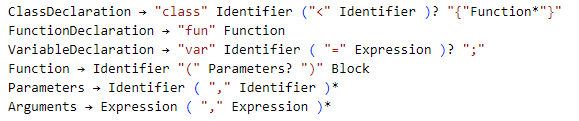 ClassDeclaration → "class" Identifier ("<" Identifier )? "{"Function*"}"
FunctionDeclaration → "fun" Function
VariableDeclaration → "var" Identifier ( "=" Expression )? ";"
Function → Identifier "(" Parameters? ")" Block
Parameters → Identifier ( "," Identifier )*
Arguments → Expression ( "," Expression )*